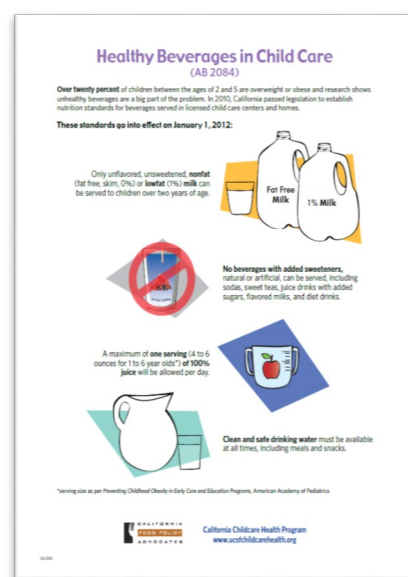 Healthy Beverages in Child Care
(AB 2084)
Over twenty percent of children between the ages of 2 and 5 are overweight or obese and research shows
unhealthy beverages are a big part of the problem. In 2010, California passed legislation to establish
nutrition standards for beverages served in licensed child care centers and homes.
These standards go into effect on January 1, 2012:
Only unflavored, unsweetened, nonfat
(fat free, skim, 0%) or lowfat (1%) milk can
be served to children over two years of age.
Fat Free
Milk
1% Milk
No beverages with added sweeteners,
natural or artificial, can be served, including
sodas, sweet teas, juice drinks with added
sugars, flavored milks, and diet drinks.
A maximum of one serving (4 to 6
ounces for 1 to 6 year olds*) of 100%
juice will be allowed per day.
Clean and safe drinking water must be available
at all times, including meals and snacks.
*serving size as per Preventing Childhood Obesity in Early Care and Education Programs, American Academy of Pediatrics
CALIFORNIA
FOOD POLICY
ADVOCATES
California Childcare Health Program
www.ucsfchildcarehealth.org